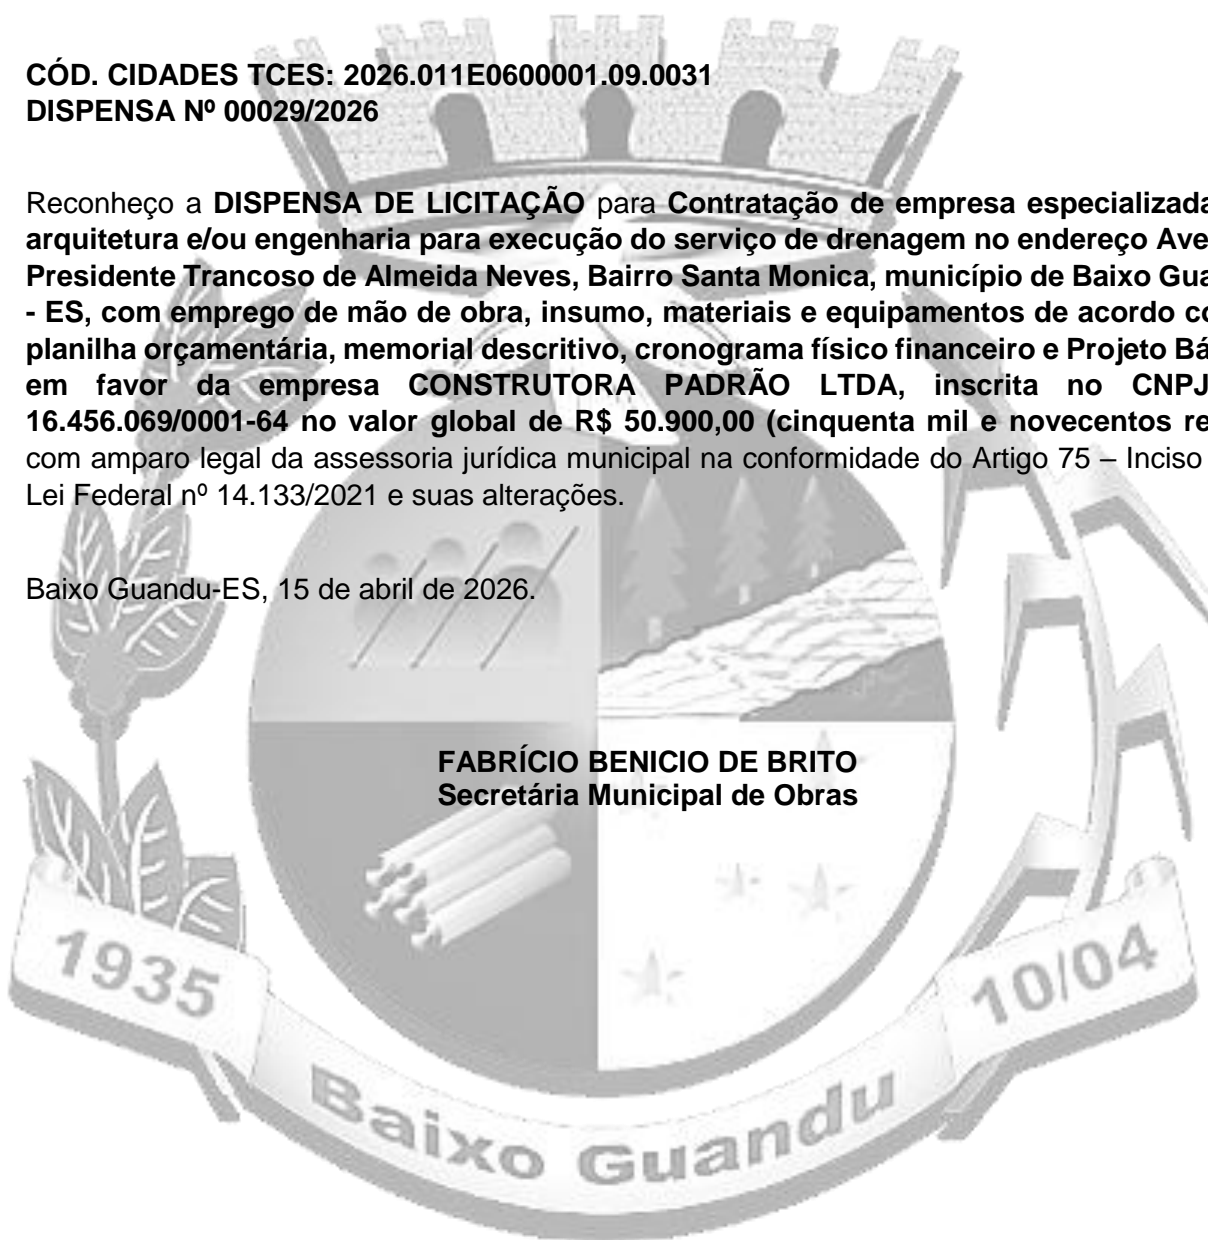 CÓD. CIDADES TCES: 2026.011E0600001.09.0031
DISPENSA Nº 00029/2026
Reconheço a DISPENSA DE LICITAÇÃO para Contratação de empresa especializada
arquitetura e/ou engenharia para execução do serviço de drenagem no endereço Ave
Presidente Trancoso de Almeida Neves, Bairro Santa Monica, município de Baixo Gua
- ES, com emprego de mão de obra, insumo, materiais e equipamentos de acordo co
planilha orçamentária, memorial descritivo, cronograma físico financeiro e Projeto Bá
em favor da empresa CONSTRUTORA PADRÃO LTDA, inscrita no CNPJ
16.456.069/0001-64 no valor global de R$ 50.900,00 (cinquenta mil e novecentos re
com amparo legal da assessoria jurídica municipal na conformidade do Artigo 75 – Inciso
Lei Federal nº 14.133/2021 e suas alterações.
Baixo Guandu-ES, 15 de abril de 2026.
FABRÍCIO BENICIO DE BRITO
Secretária Municipal de Obras
1935
10/04
Baixo Guandu